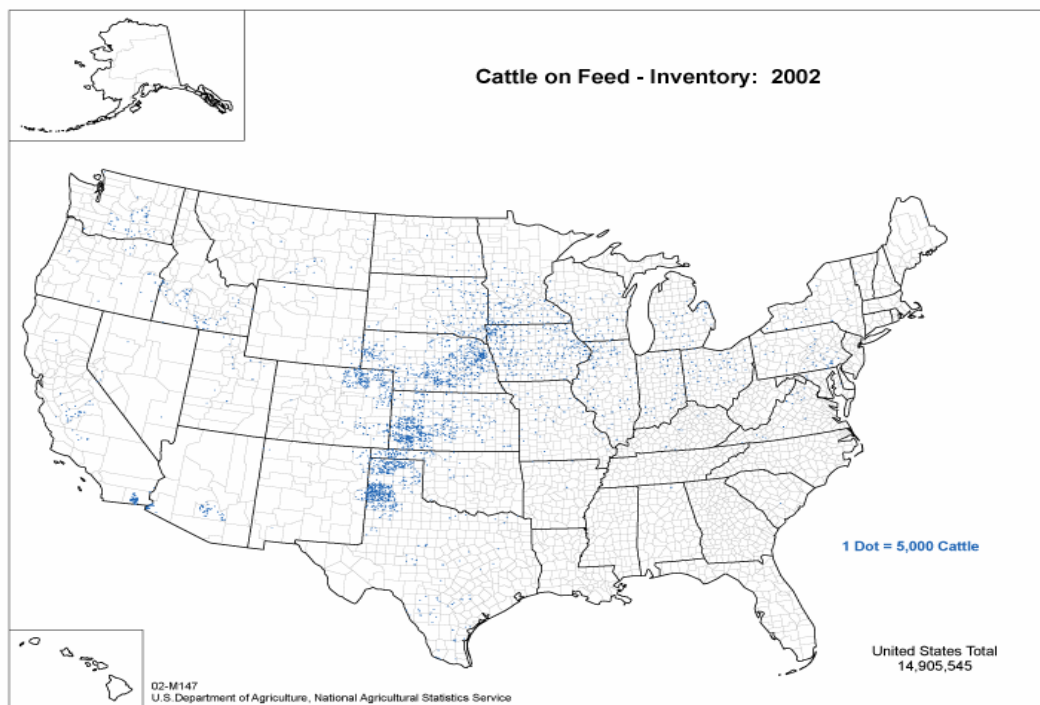 Cattle on Feed - Inventory: 2002
1 Dot = 5,000 Cattle
United States Total
14,905,545
02-M147
U.S.Department of Agriculture, National Agricultural Statistics Service